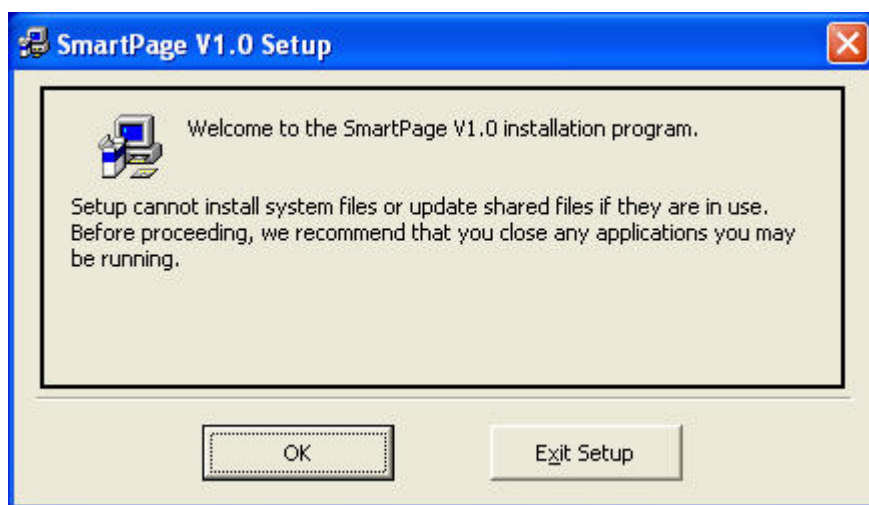 SmartPage V1.0 Setup
Welcome to the SmartPage V1.0 installation program.
Setup cannot install system files or update shared files if they are in use.
Before proceeding, we recommend that you close any applications you may
be running.
OK
Exit Setup